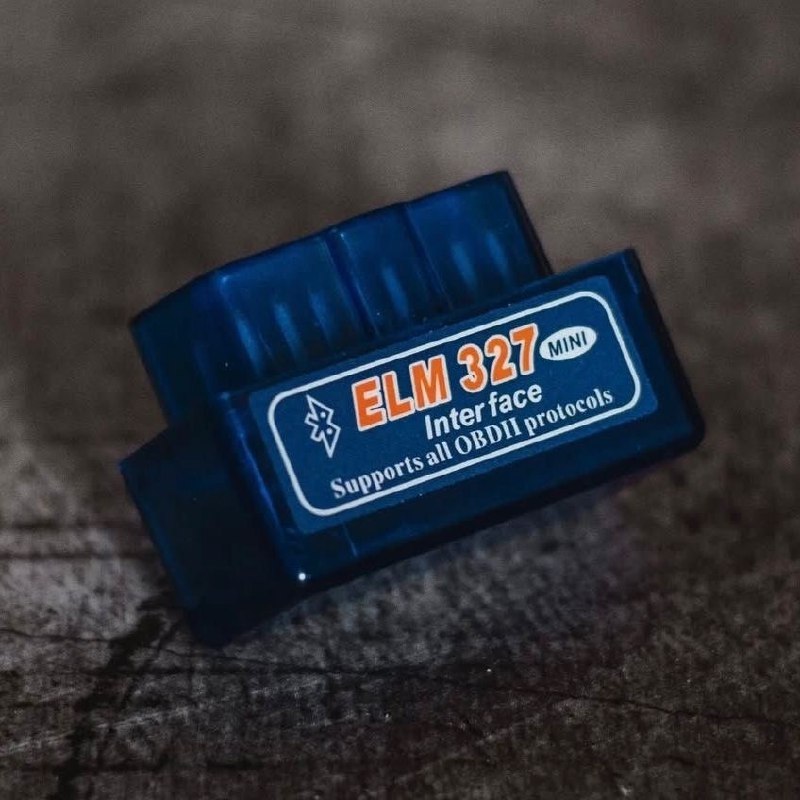 ELM 327 MINI
Interface
Supports all OBDII protocols